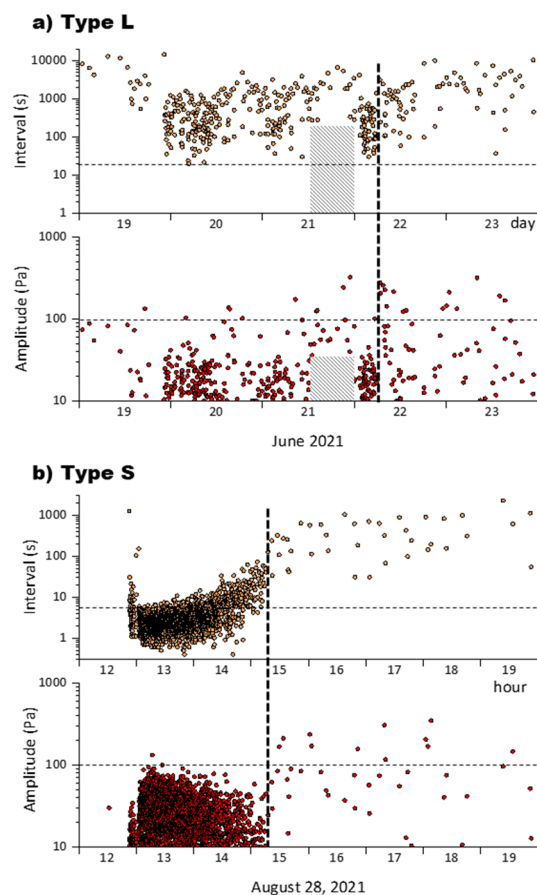 a) Type L
10000
1000
100
10
1
Interval (s)
19 20 21 22 23 day
1000
100
10
Amplitude (Pa)
19 20 21 22 23
June 2021
b) Type S
1000
100
10
1
Interval (s)
12 13 14 15 16 17 18 19
hour
1000
100
10
Amplitude (Pa)
12 13 14 15 16 17 18 19
August 28, 2021